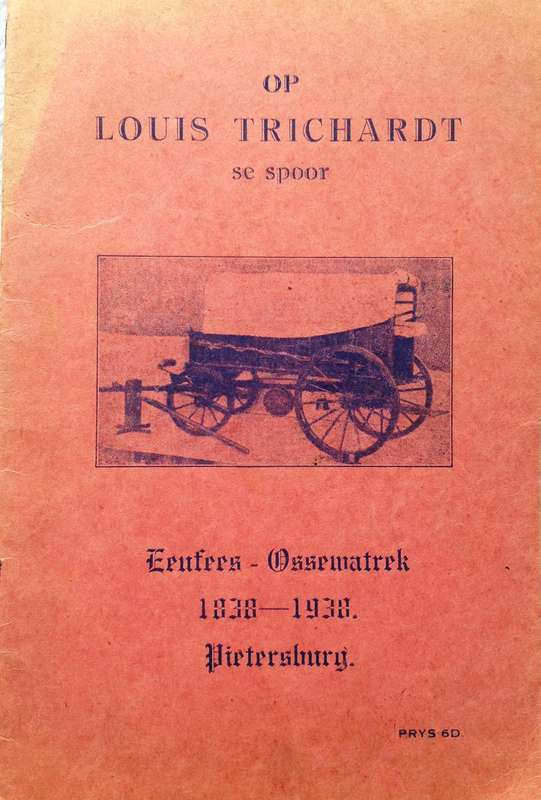 OP
LOUIS TRICHARDT
se spoor
Eeufees - Ossewatrek
1838—1938.
Pietersburg.
PRYS 6D